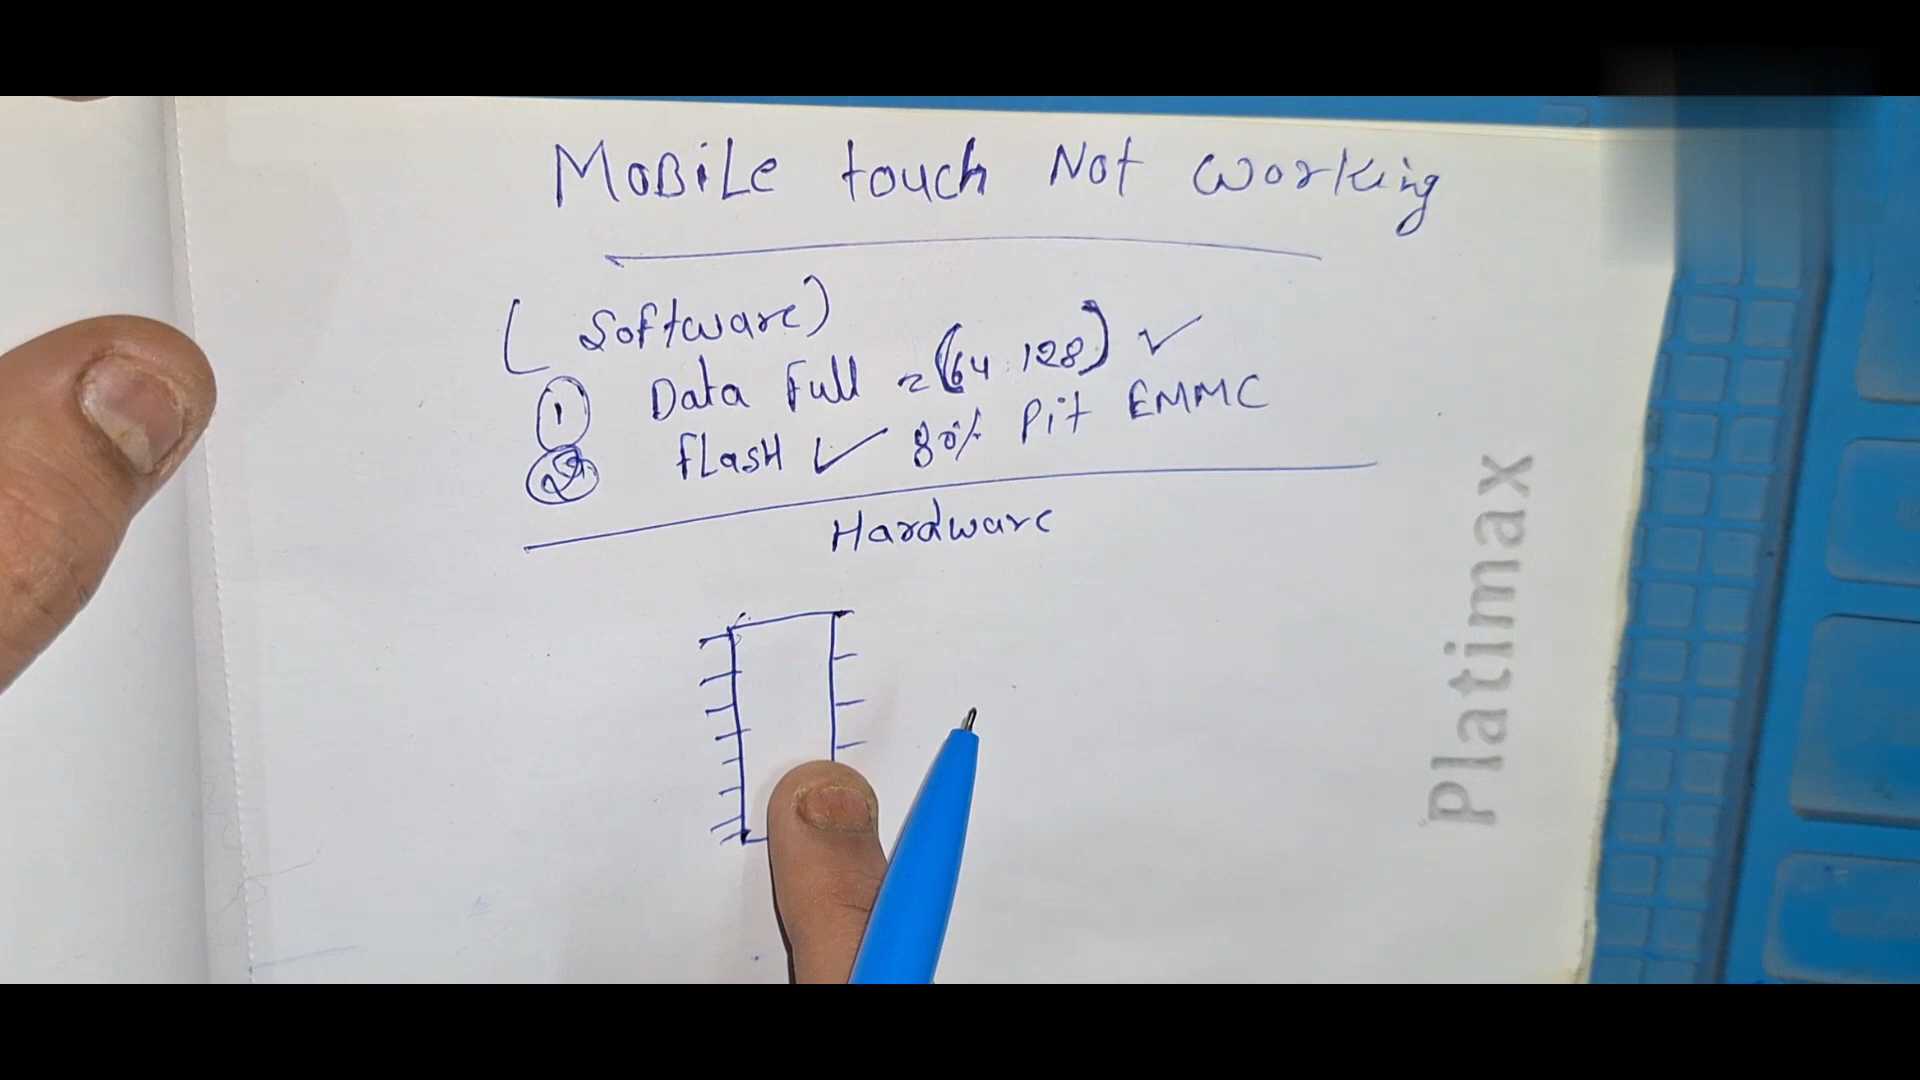 MoBiLe touch Not working
(Software)
1 Data Full = (64 128) ✓
2 FLasH ✓ 80% Pit EMMC
Hardware
Platimax